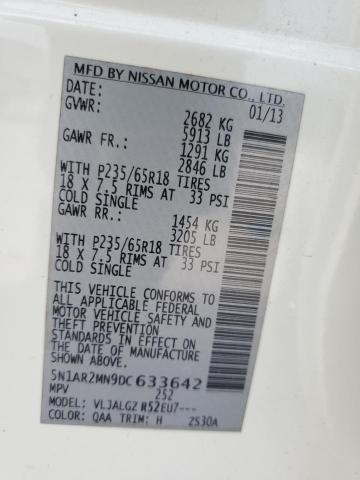 MFD BY NISSAN MOTOR CO., LTD.
DATE: 01/13
GVWR: 2682 KG
5913 LB
GAWR FR.: 1291 KG
2846 LB
WITH P235/65R18 TIRES
18 X 7.5 RIMS AT 33 PSI
COLD SINGLE
GAWR RR.: 1454 KG
3205 LB
WITH P235/65R18 TIRES
18 X 7.5 RIMS AT 33 PSI
COLD SINGLE
THIS VEHICLE CONFORMS TO
ALL APPLICABLE FEDERAL
MOTOR VEHICLE SAFETY AND
THEFT PREVENTION
STANDARDS IN EFFECT ON
THE DATE OF MANUFACTURE
SHOWN ABOVE.
5N1AR2MN9DC633642
MPV 252
MODEL: VLJALGZ R52EU7---
COLOR: QAA TRIM: H 2S30A